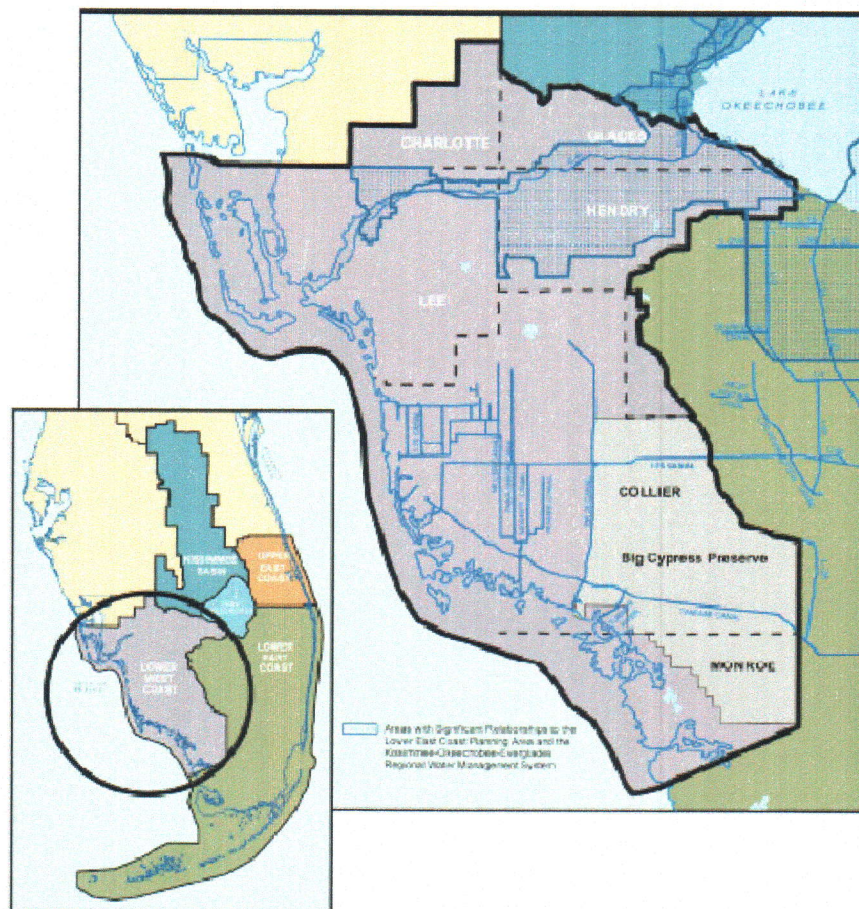 LAKE
OKEECHOBEE
CHARLOTTE
GLADES
HENDRY
LEE
COLLIER
Big Cypress Preserve
MONROE
KISSIMMEE
BASIN
UPPER
EAST
COAST
LOWER
WEST
COAST
LOWER
EAST
COAST
Areas with Significant Relationships to the
Lower East Coast Planning Area and the
Kissimmee-Okeechobee-Everglades
Regional Water Management System